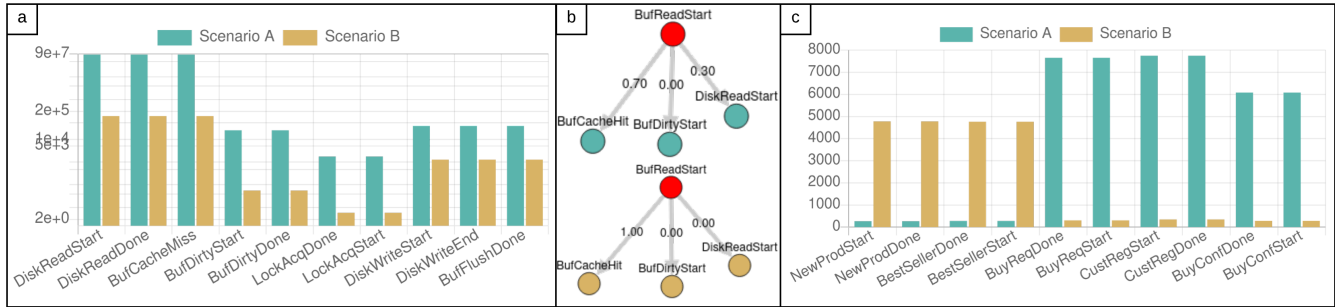 a
Scenario A
Scenario B
9e+7
2e+5
1e+4
5e+3
2e+0
DiskReadStart
DiskReadDone
BufCacheMiss
BufDirtyStart
BufDirtyDone
LockAcqDone
LockAcqStart
DiskWriteStart
DiskWriteEnd
BufFlushDone
b
BufReadStart
0.70
0.00
0.30
DiskReadStart
BufCacheHit
BufDirtyStart
BufReadStart
1.00
0.00
0.00
DiskReadStart
BufCacheHit
BufDirtyStart
c
Scenario A
Scenario B
8000
7000
6000
5000
4000
3000
2000
1000
0
NewProdStart
NewProdDone
BestSellerDone
BestSellerStart
BuyReqDone
BuyReqStart
CustRegStart
CustRegDone
BuyConfDone
BuyConfStart